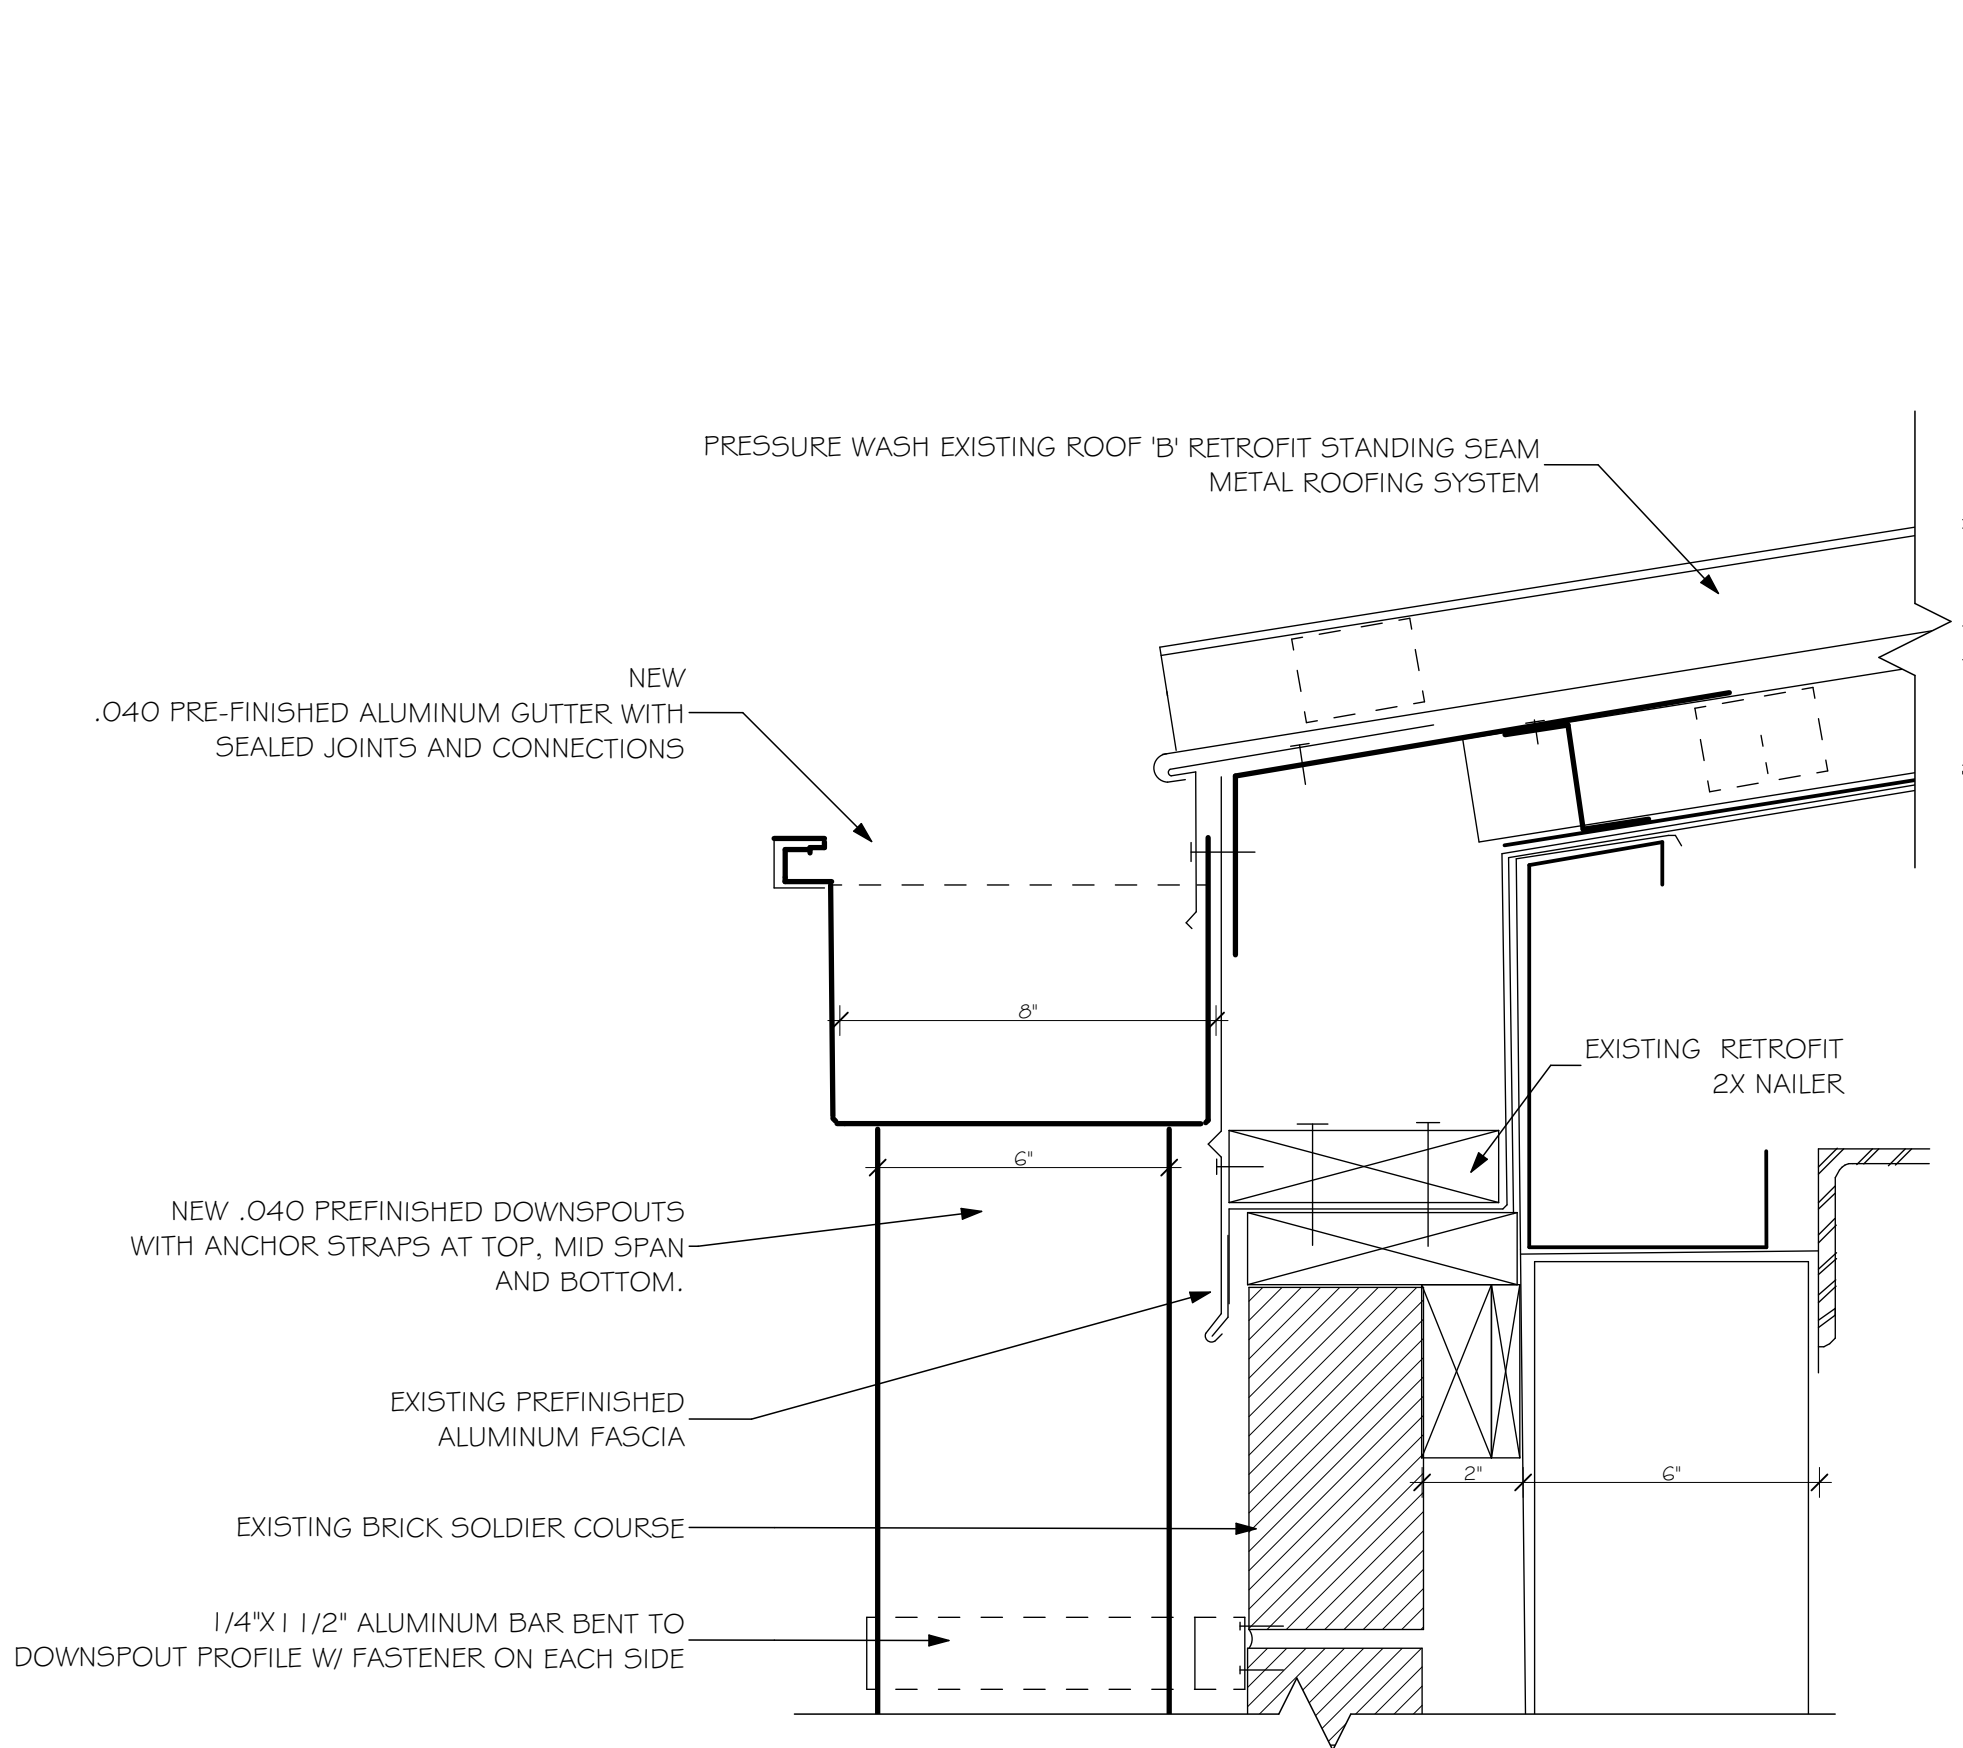 PRESSURE WASH EXISTING ROOF 'B' RETROFIT STANDING SEAM
METAL ROOFING SYSTEM
NEW
.040 PRE-FINISHED ALUMINUM GUTTER WITH
SEALED JOINTS AND CONNECTIONS
8"
EXISTING RETROFIT
2X NAILER
6"
NEW .040 PREFINISHED DOWNSPOUTS
WITH ANCHOR STRAPS AT TOP, MID SPAN
AND BOTTOM.
EXISTING PREFINISHED
ALUMINUM FASCIA
2"
6"
EXISTING BRICK SOLDIER COURSE
1/4"X1 1/2" ALUMINUM BAR BENT TO
DOWNSPOUT PROFILE W/ FASTENER ON EACH SIDE